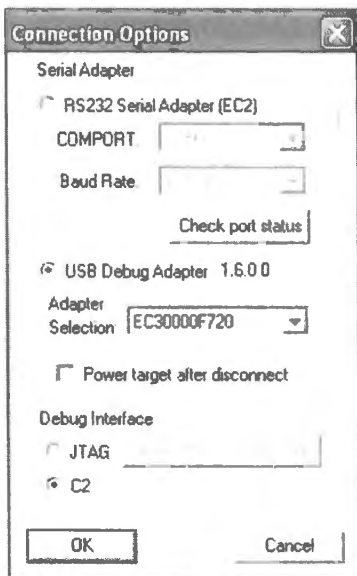 Connection Options
Serial Adapter
RS232 Serial Adapter (EC2)
COMPORT
Baud Rate
Check port status
USB Debug Adapter 1.6.0 0
Adapter
Selection EC30000F720
Power target after disconnect
Debug Interface
JTAG
C2
OK Cancel